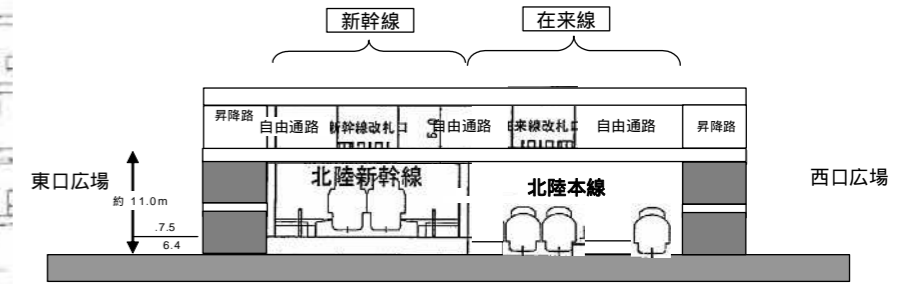 新幹線
在来線
昇降路
自由通路
新幹線改札口
6.0
自由通路
在来線改札口
自由通路
昇降路
北陸新幹線
北陸本線
東口広場
西口広場
約 11.0m
.7.5
6.4